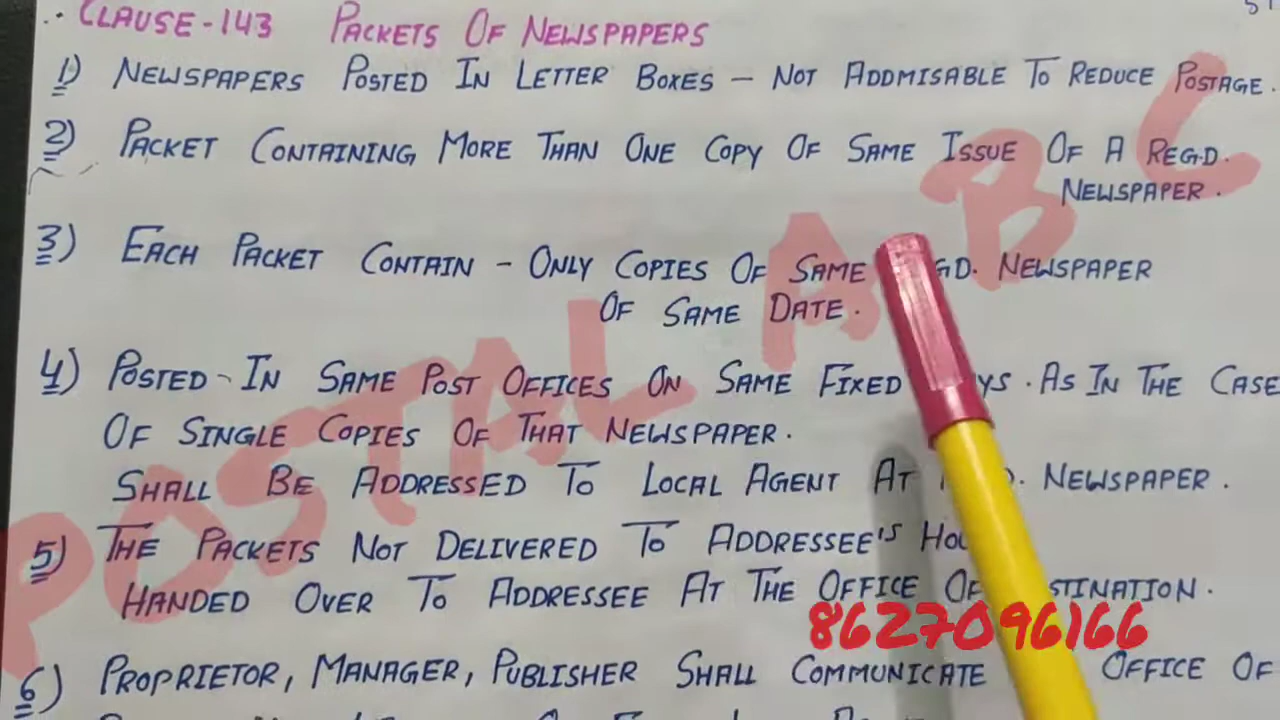 CLAUSE-143 PACKETS OF NEWSPAPERS
1) NEWSPAPERS POSTED IN LETTER BOXES - NOT ADDMISABLE TO REDUCE POSTAGE.
2) PACKET CONTAINING MORE THAN ONE COPY OF SAME ISSUE OF A REGD.
NEWSPAPER.
3) EACH PACKET CONTAIN - ONLY COPIES OF SAME NEWSPAPER
OF SAME DATE.
4) POSTED - IN SAME POST OFFICES ON SAME FIXED . AS IN THE CASE
OF SINGLE COPIES OF THAT NEWSPAPER.
SHALL BE ADDRESSED TO LOCAL AGENT AT NEWSPAPER.
5) THE PACKETS NOT DELIVERED TO ADDRESSEE'S
HANDED OVER TO ADDRESSEE AT THE OFFICE OF
6) PROPRIETOR, MANAGER, PUBLISHER SHALL COMMUNICATE OFFICE OF
POSTAL ABC
8627096166